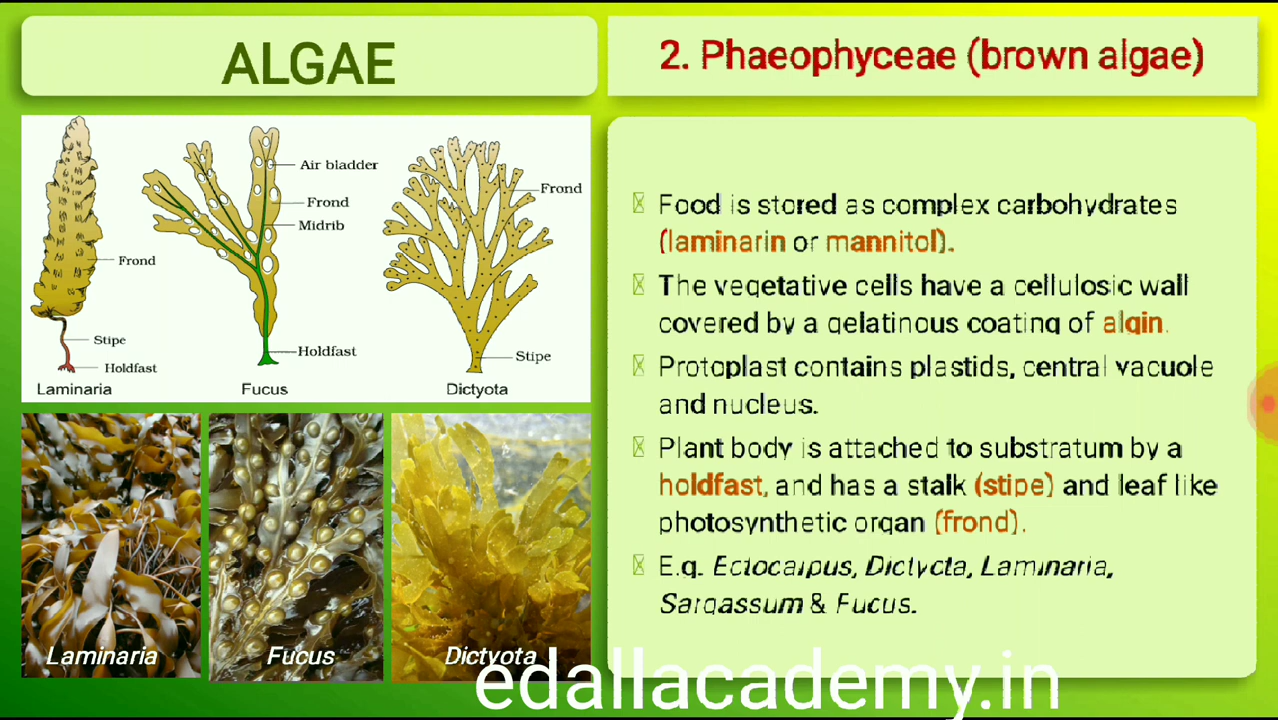 ALGAE
2. Phaeophyceae (brown algae)
Air bladder
Frond
Midrib
Holdfast
Fucus
Frond
Stipe
Holdfast
Laminaria
Frond
Stipe
Dictyota
Laminaria
Fucus
Dictyota
Food is stored as complex carbohydrates
(laminarin or mannitol).
The vegetative cells have a cellulosic wall
covered by a gelatinous coating of algin.
Protoplast contains plastids, central vacuole
and nucleus.
Plant body is attached to substratum by a
holdfast, and has a stalk (stipe) and leaf like
photosynthetic organ (frond).
E.g. Ectocarpus, Dictyota, Laminaria,
Sargassum & Fucus.
edallacademy.in